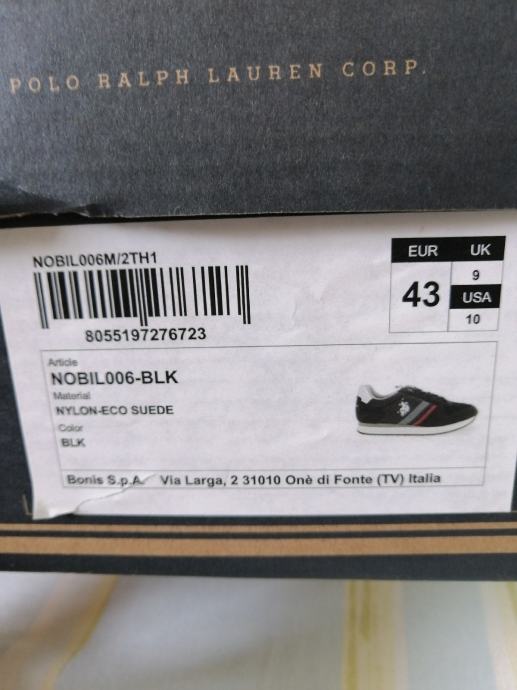 POLO RALPH LAUREN CORP.
NOBIL006M/2TH1
8055197276723
EUR UK
43
9
USA
10
Article
NOBIL006-BLK
Material
NYLON-ECO SUEDE
Color
BLK
Bonis S.p.A. Via Larga, 2 31010 Onè di Fonte (TV) Italia